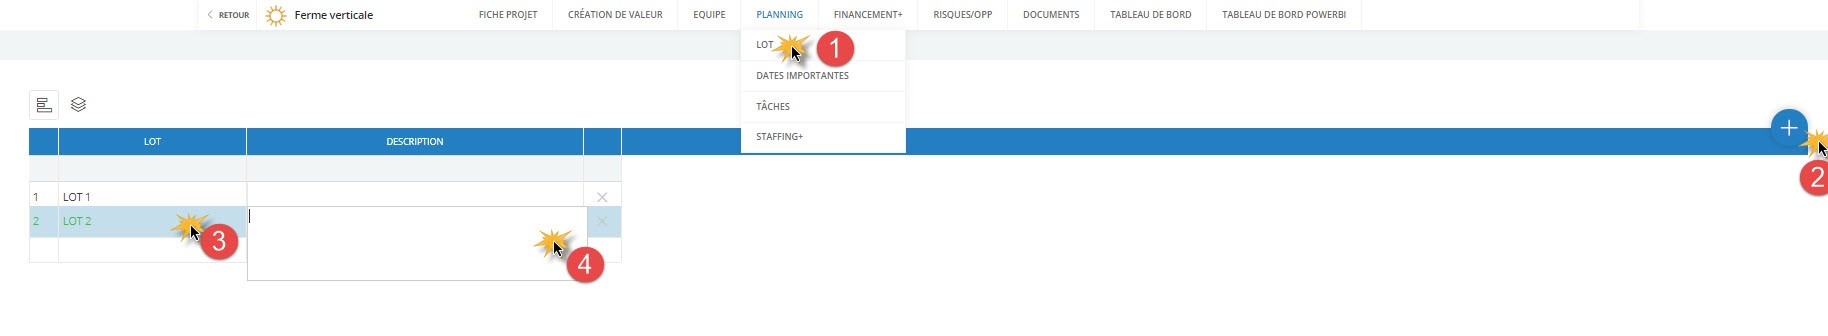 RETOUR
Ferme verticale
FICHE PROJET
CRÉATION DE VALEUR
EQUIPE
PLANNING
FINANCEMENT+
RISQUES/OPP
DOCUMENTS
TABLEAU DE BORD
TABLEAU DE BORD POWERBI
LOT
1
DATES IMPORTANTES
TÂCHES
STAFFING+
LOT DESCRIPTION
2
1 LOT 1
2 LOT 2
3
4